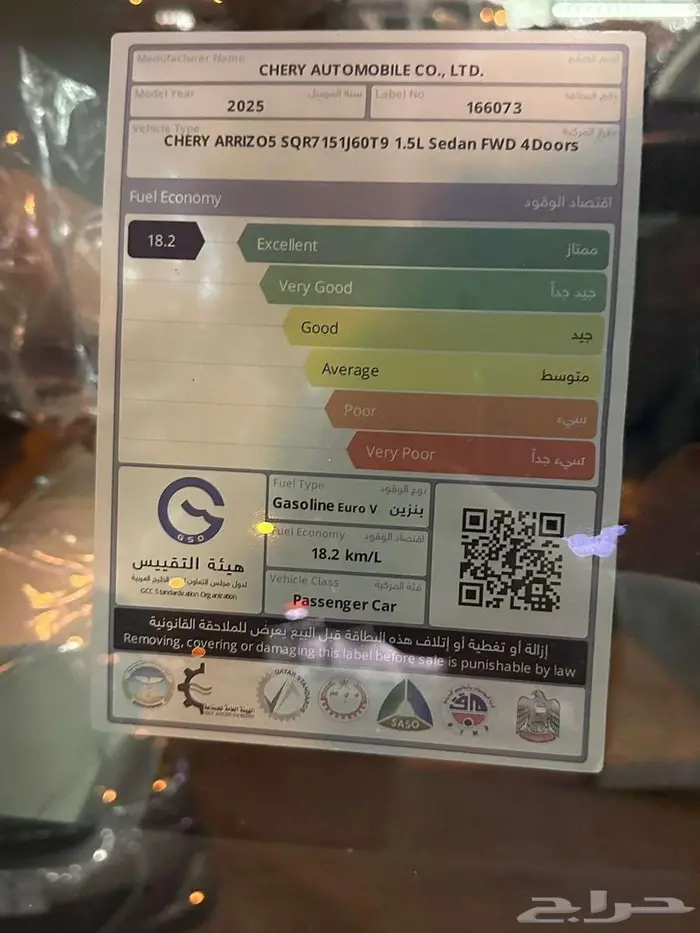 Manufacturer Name اسم الصانع
CHERY AUTOMOBILE CO., LTD.
Model Year سنة الموديل
2025
Label No رقم البطاقة
166073
Vehicle Type طراز المركبة
CHERY ARRIZO5 SQR7151J60T9 1.5L Sedan FWD 4Doors
Fuel Economy اقتصاد الوقود
18.2
Excellent ممتاز
Very Good جيد جداً
Good جيد
Average متوسط
Poor سيء
Very Poor سيء جداً
GSO
هيئة التقييس
لدول مجلس التعاون الخليج العربية
GCC Standardization Organization
Fuel Type نوع الوقود
Gasoline Euro V بنزين
Fuel Economy اقتصاد الوقود
18.2 km/L
Vehicle Class فئة المركبة
Passenger Car
إزالة أو تغطية أو إتلاف هذه البطاقة قبل البيع يعرض للملاحقة القانونية
Removing, covering or damaging this label before sale is punishable by law
QATAR STANDARDS
SASO
حراج